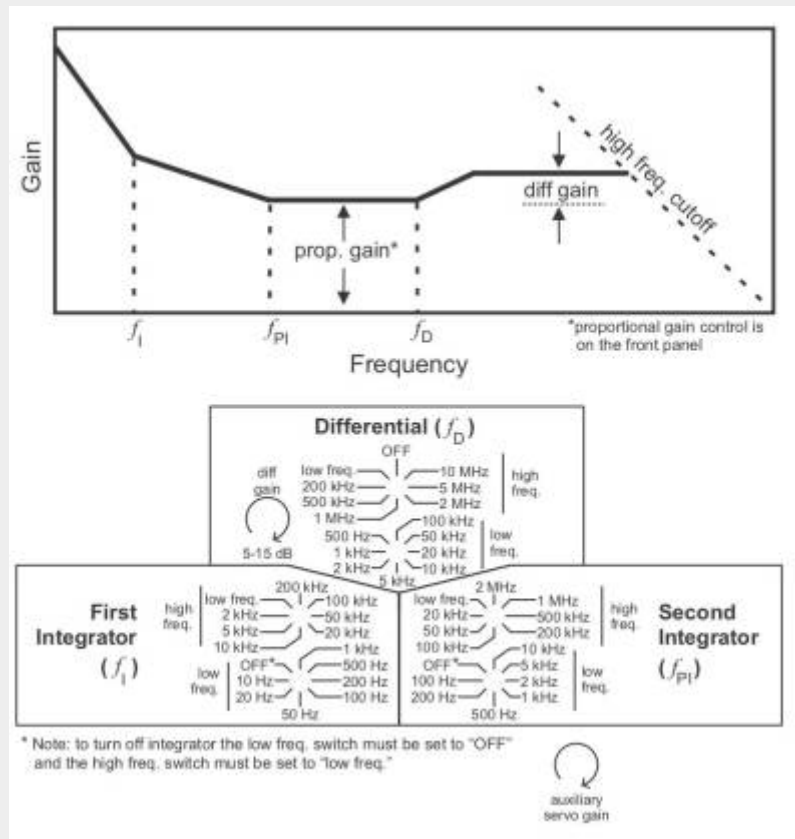 Gain
high freq. cutoff
diff gain
prop. gain*
f_I
f_PI
f_D
*proportional gain control is
on the front panel
Frequency
Differential (f_D)
OFF
diff
gain
5-15 dB
low freq.
200 kHz
500 kHz
1 MHz
10 MHz
5 MHz
2 MHz
high
freq.
500 Hz
1 kHz
2 kHz
5 kHz
100 kHz
50 kHz
20 kHz
10 kHz
low
freq.
First
Integrator
(f_I)
high
freq.
200 kHz
low freq.
2 kHz
5 kHz
10 kHz
100 kHz
50 kHz
20 kHz
low
freq.
OFF*
10 Hz
20 Hz
50 Hz
1 kHz
500 Hz
200 Hz
100 Hz
2 MHz
low freq.
20 kHz
50 kHz
100 kHz
1 MHz
500 kHz
200 kHz
high
freq.
OFF*
100 Hz
200 Hz
500 Hz
10 kHz
5 kHz
2 kHz
1 kHz
low
freq.
Second
Integrator
(f_PI)
* Note: to turn off integrator the low freq. switch must be set to "OFF"
and the high freq. switch must be set to "low freq."
auxiliary
servo gain